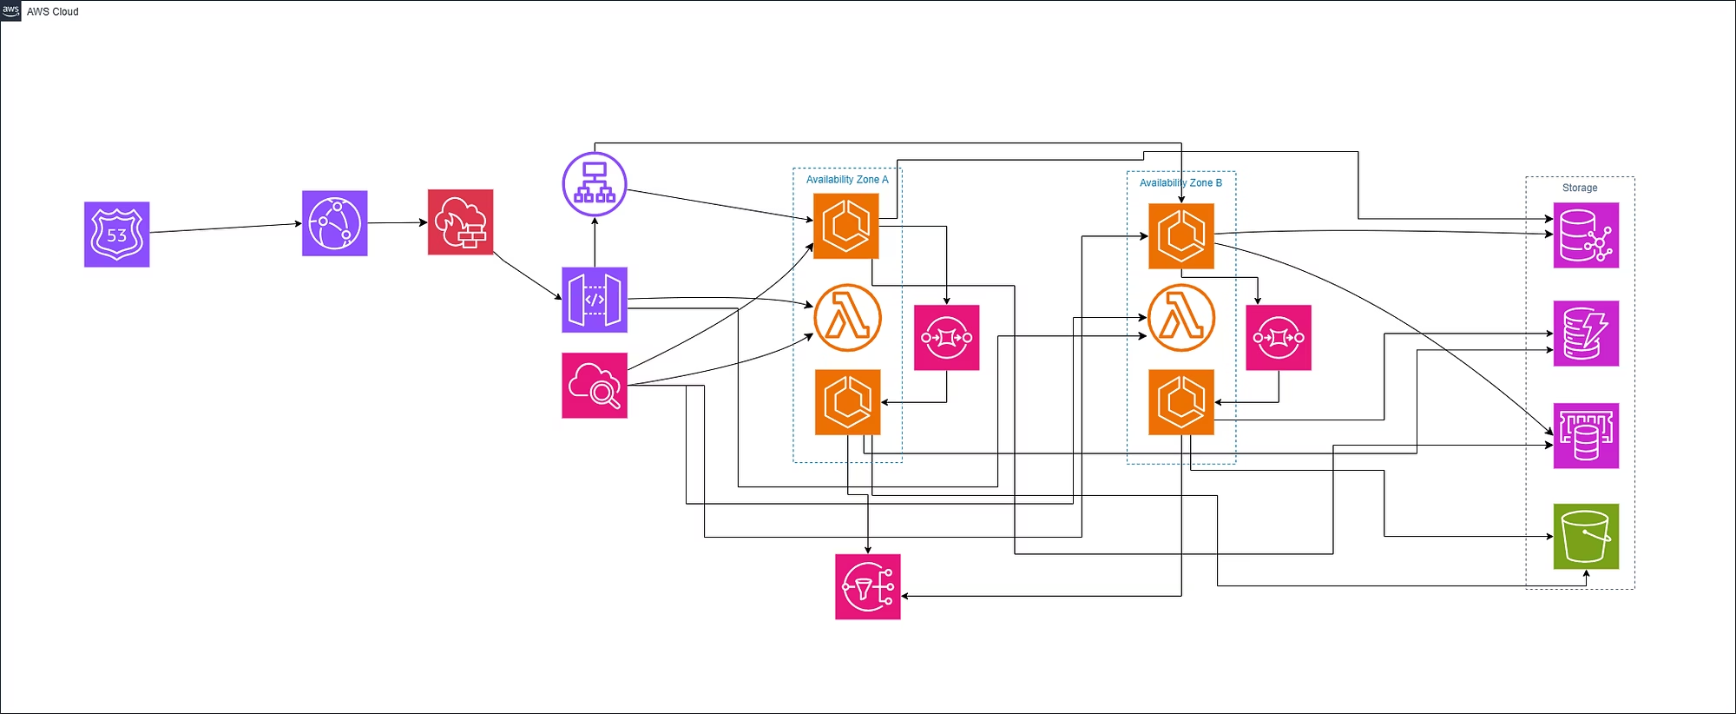 aws
AWS Cloud
53
Availability Zone A
Availability Zone B
Storage
</>